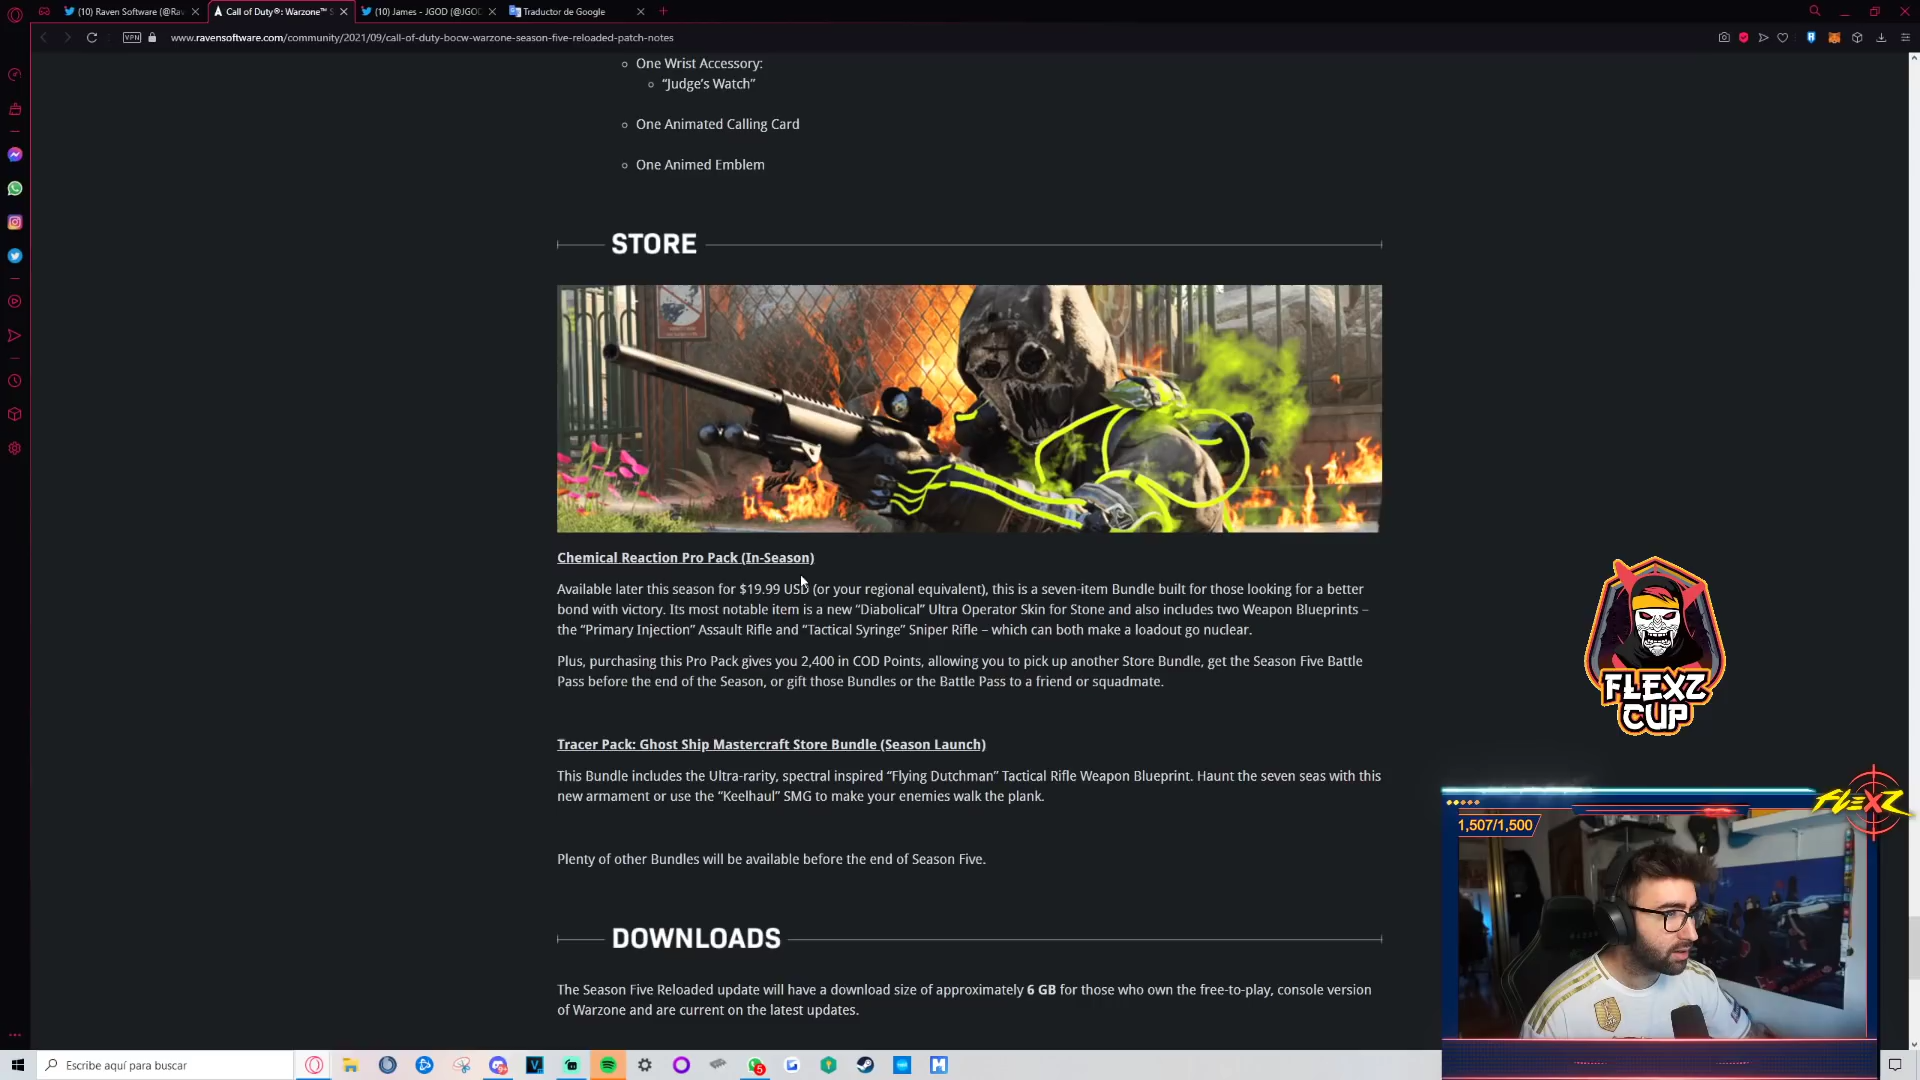 (10) Raven Software (@Rav
Call of Duty®: Warzone™ S
(10) James - JGOD (@JGOD
Traductor de Google
VPN
www.ravensoftware.com/community/2021/09/call-of-duty-bocw-warzone-season-five-reloaded-patch-notes
One Wrist Accessory:
“Judge’s Watch”
One Animated Calling Card
One Animed Emblem
STORE
Chemical Reaction Pro Pack (In-Season)
Available later this season for $19.99 USD (or your regional equivalent), this is a seven-item Bundle built for those looking for a better
bond with victory. Its most notable item is a new “Diabolical” Ultra Operator Skin for Stone and also includes two Weapon Blueprints –
the “Primary Injection” Assault Rifle and “Tactical Syringe” Sniper Rifle – which can both make a loadout go nuclear.
Plus, purchasing this Pro Pack gives you 2,400 in COD Points, allowing you to pick up another Store Bundle, get the Season Five Battle
Pass before the end of the Season, or gift those Bundles or the Battle Pass to a friend or squadmate.
FLEXZ
CUP
Tracer Pack: Ghost Ship Mastercraft Store Bundle (Season Launch)
This Bundle includes the Ultra-rarity, spectral inspired “Flying Dutchman” Tactical Rifle Weapon Blueprint. Haunt the seven seas with this
new armament or use the “Keelhaul” SMG to make your enemies walk the plank.
FLEXZ
1,507/1,500
Plenty of other Bundles will be available before the end of Season Five.
DOWNLOADS
The Season Five Reloaded update will have a download size of approximately 6 GB for those who own the free-to-play, console version
of Warzone and are current on the latest updates.
Escribe aquí para buscar
5